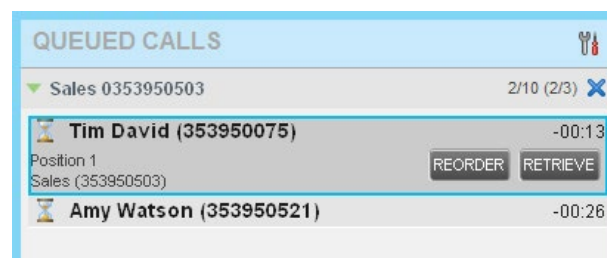 QUEUED CALLS
Sales 0353950503 2/10 (2/3)
Tim David (353950075) -00:13
Position 1
Sales (353950503) REORDER RETRIEVE
Amy Watson (353950521) -00:26